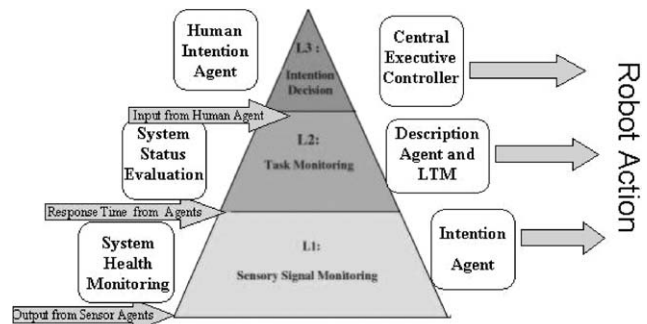 Human
Intention
Agent
L3 :
Intention
Decision
Central
Executive
Controller
Input from Human Agent
System
Status
Evaluation
L2:
Task Monitoring
Description
Agent and
LTM
Response Time from Agents
System
Health
Monitoring
L1:
Sensory Signal Monitoring
Intention
Agent
Output from Sensor Agents
Robot Action